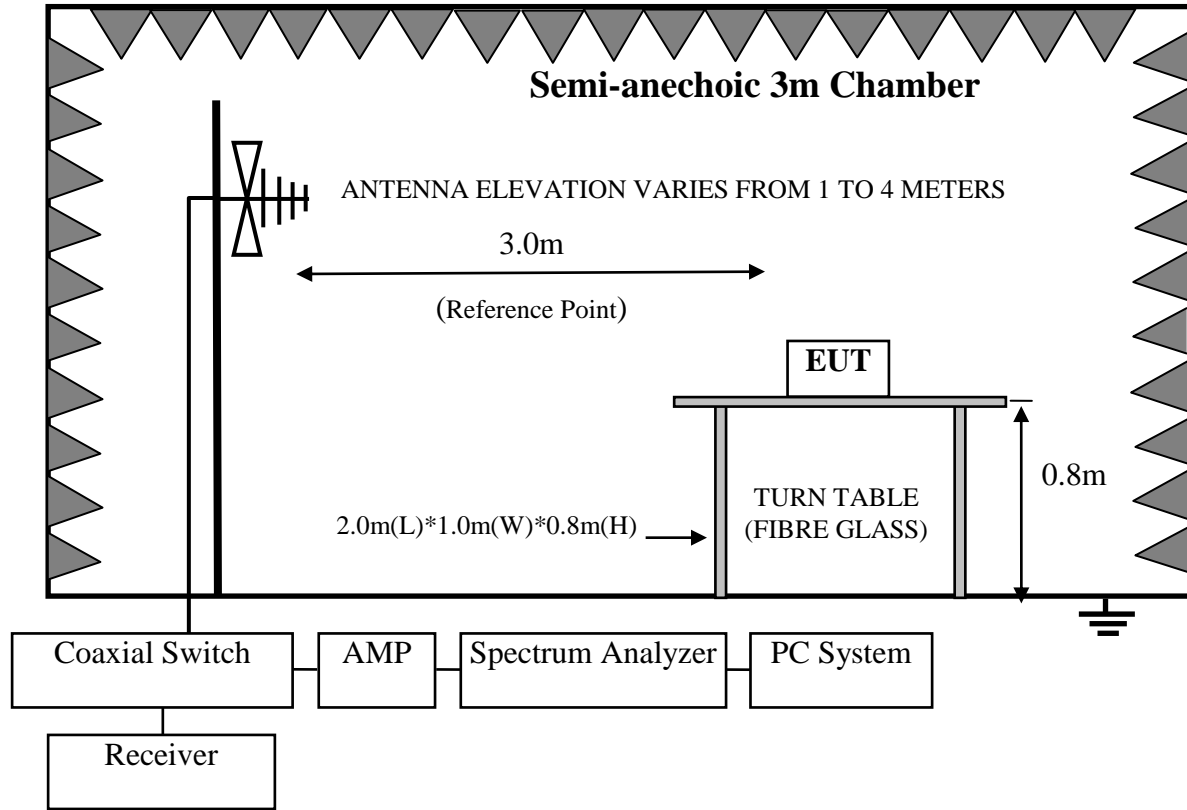 Semi-anechoic 3m Chamber
ANTENNA ELEVATION VARIES FROM 1 TO 4 METERS
3.0m
(Reference Point)
EUT
0.8m
TURN TABLE
(FIBRE GLASS)
2.0m(L)*1.0m(W)*0.8m(H)
Coaxial Switch
AMP
Spectrum Analyzer
PC System
Receiver